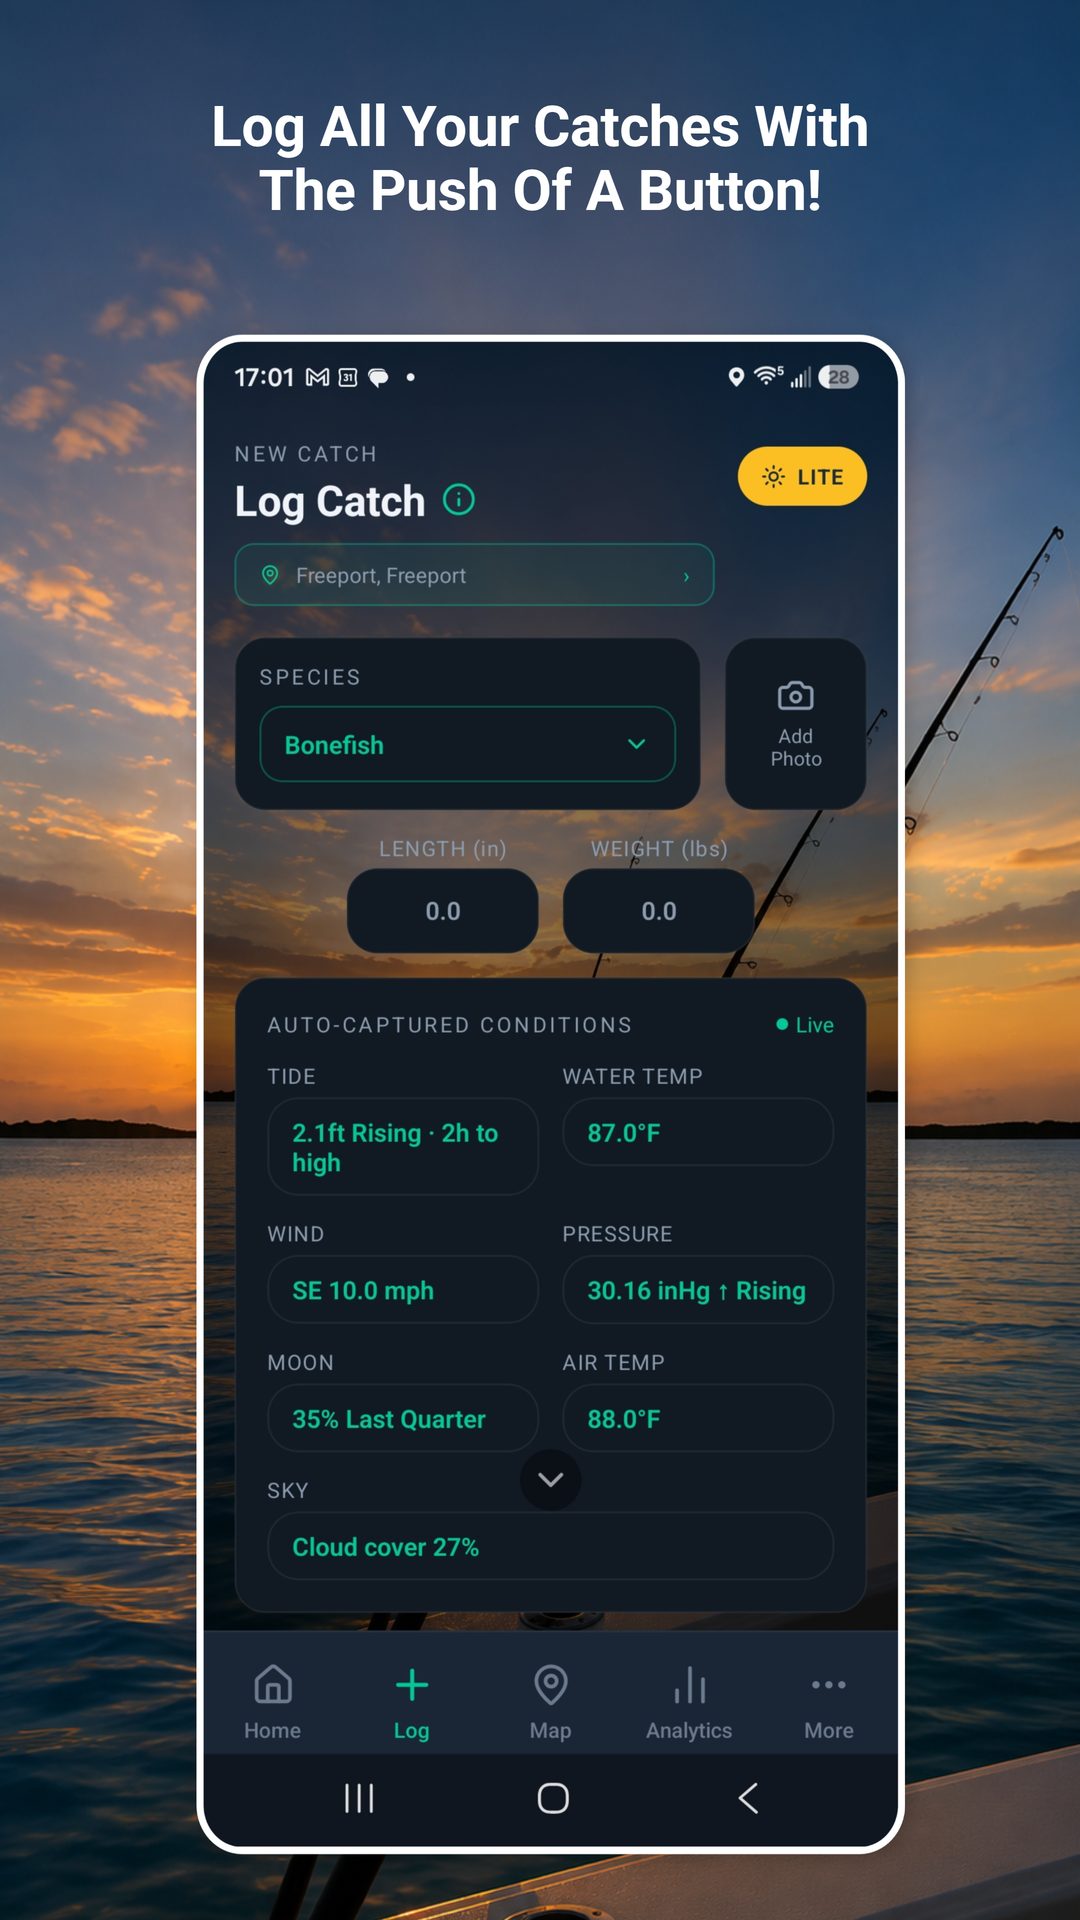 Log All Your Catches With
The Push Of A Button!
17:01
31
5
28
NEW CATCH
Log Catch
LITE
Freeport, Freeport
SPECIES
Bonefish
Add
Photo
LENGTH (in)
WEIGHT (lbs)
0.0
0.0
AUTO-CAPTURED CONDITIONS
Live
TIDE
WATER TEMP
2.1ft Rising · 2h to
high
87.0°F
WIND
PRESSURE
SE 10.0 mph
30.16 inHg ↑ Rising
MOON
AIR TEMP
35% Last Quarter
88.0°F
SKY
Cloud cover 27%
Home
Log
Map
Analytics
More